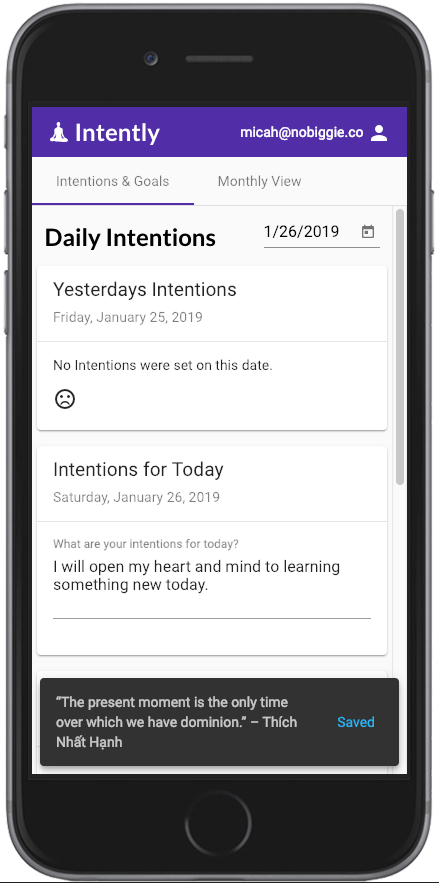 Intently
micah@nobiggie.co
Intentions & Goals
Monthly View
Daily Intentions
1/26/2019
Yesterdays Intentions
Friday, January 25, 2019
No Intentions were set on this date.
Intentions for Today
Saturday, January 26, 2019
What are your intentions for today?
I will open my heart and mind to learning
something new today.
“The present moment is the only time
over which we have dominion.” – Thích
Nhất Hạnh
Saved